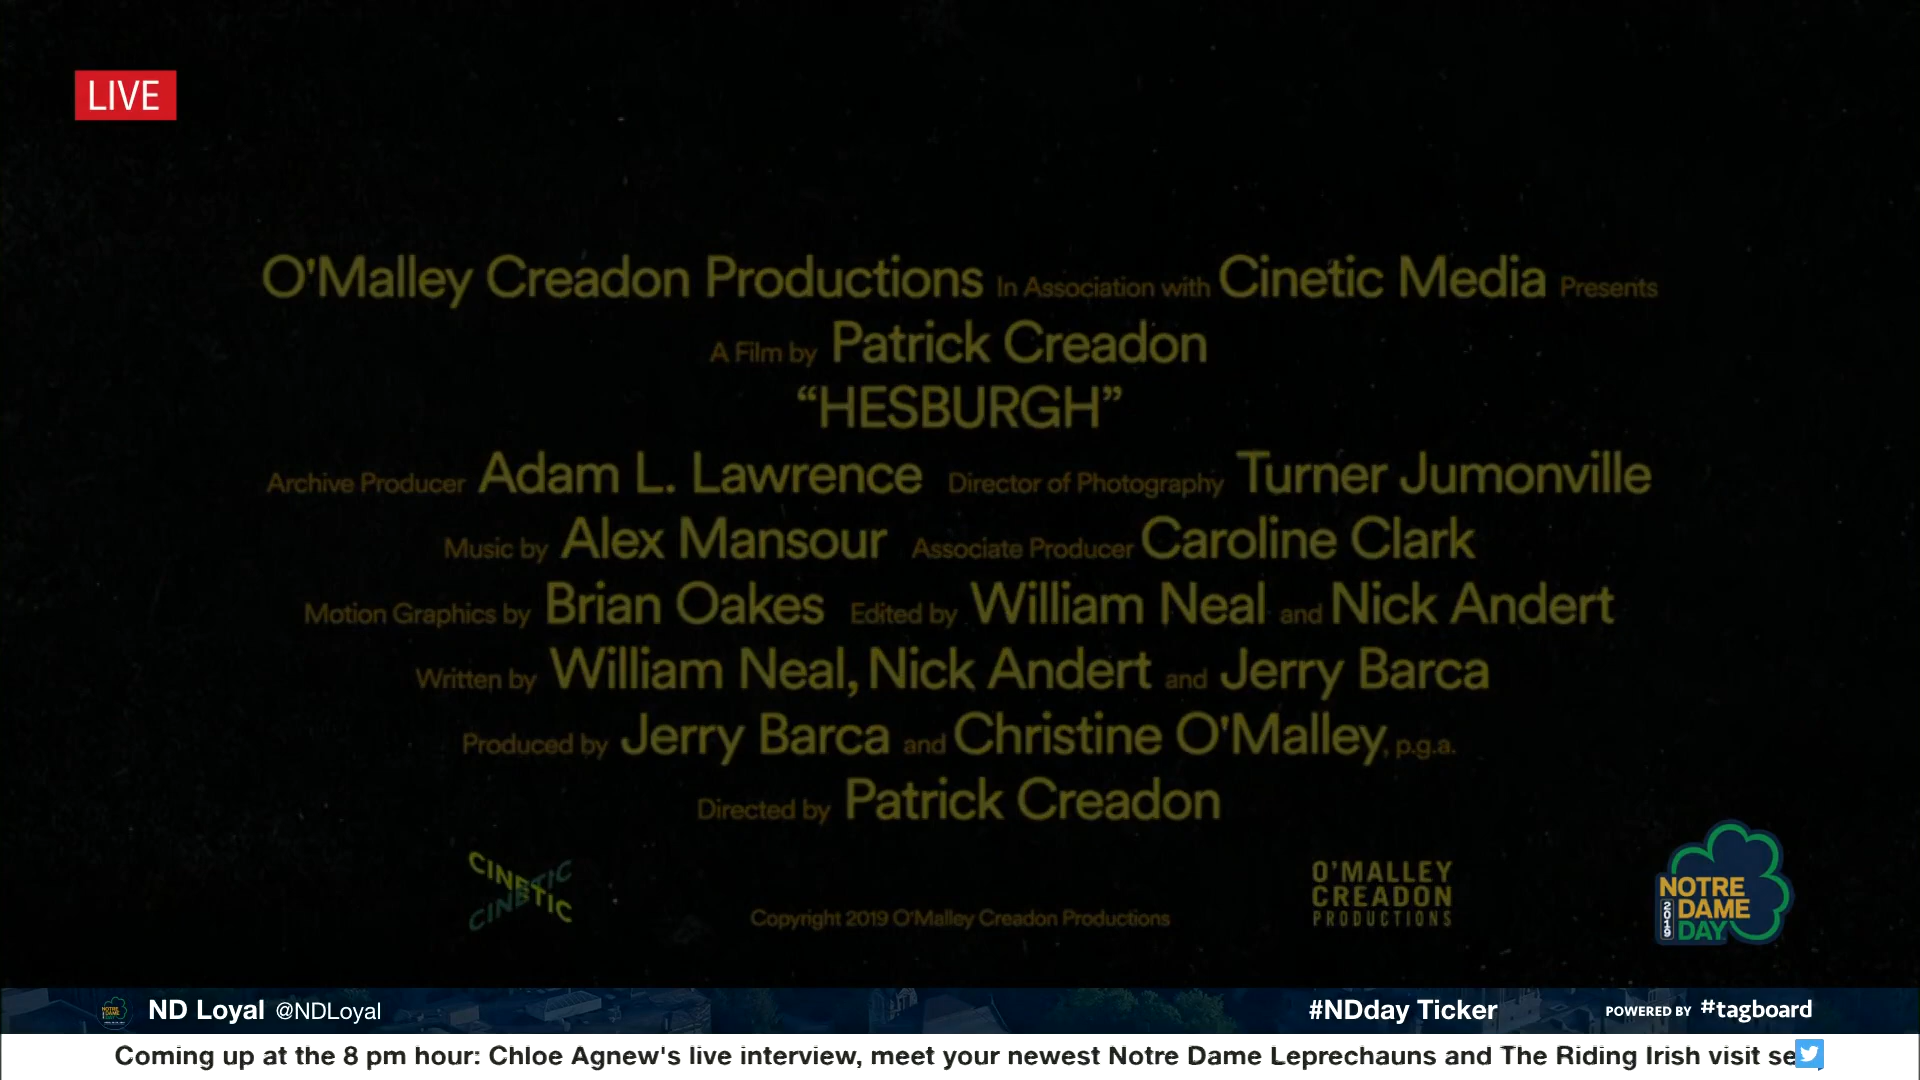 LIVE
O'Malley Creadon Productions In Association with Cinetic Media Presents
A Film by Patrick Creadon
“HESBURGH”
Archive Producer Adam L. Lawrence Director of Photography Turner Jumonville
Music by Alex Mansour Associate Producer Caroline Clark
Motion Graphics by Brian Oakes Edited by William Neal and Nick Andert
Written by William Neal, Nick Andert and Jerry Barca
Produced by Jerry Barca and Christine O'Malley, p.g.a.
Directed by Patrick Creadon
CINETIC
CINETIC
Copyright 2019 O'Malley Creadon Productions
O'MALLEY
CREADON
PRODUCTIONS
NOTRE
2019 DAME
DAY
ND Loyal @NDLoyal #NDday Ticker POWERED BY #tagboard
Coming up at the 8 pm hour: Chloe Agnew's live interview, meet your newest Notre Dame Leprechauns and The Riding Irish visit se